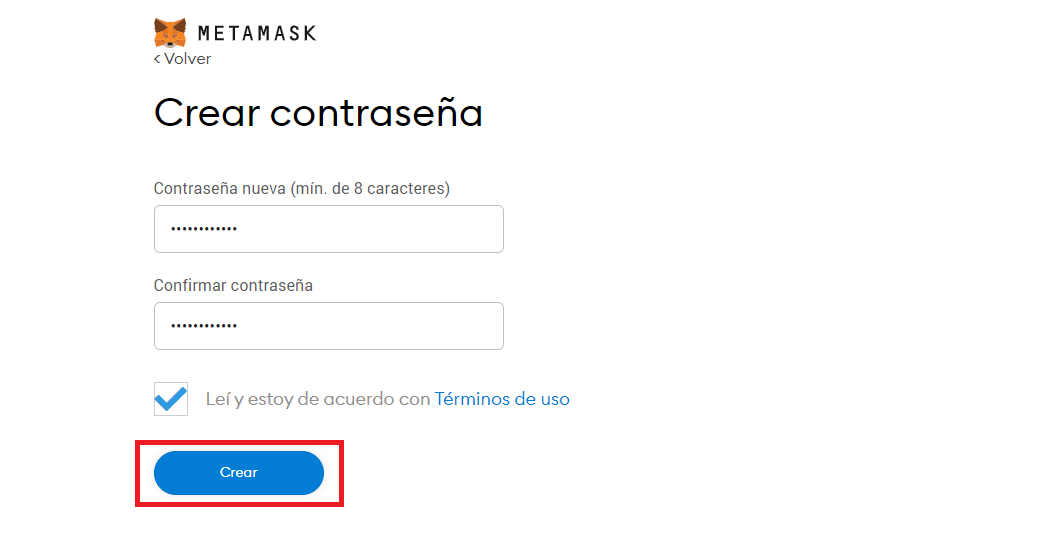 METAMASK
< Volver
Crear contraseña
Contraseña nueva (mín. de 8 caracteres)
••••••••••••
Confirmar contraseña
••••••••••••
Leí y estoy de acuerdo con Términos de uso
Crear